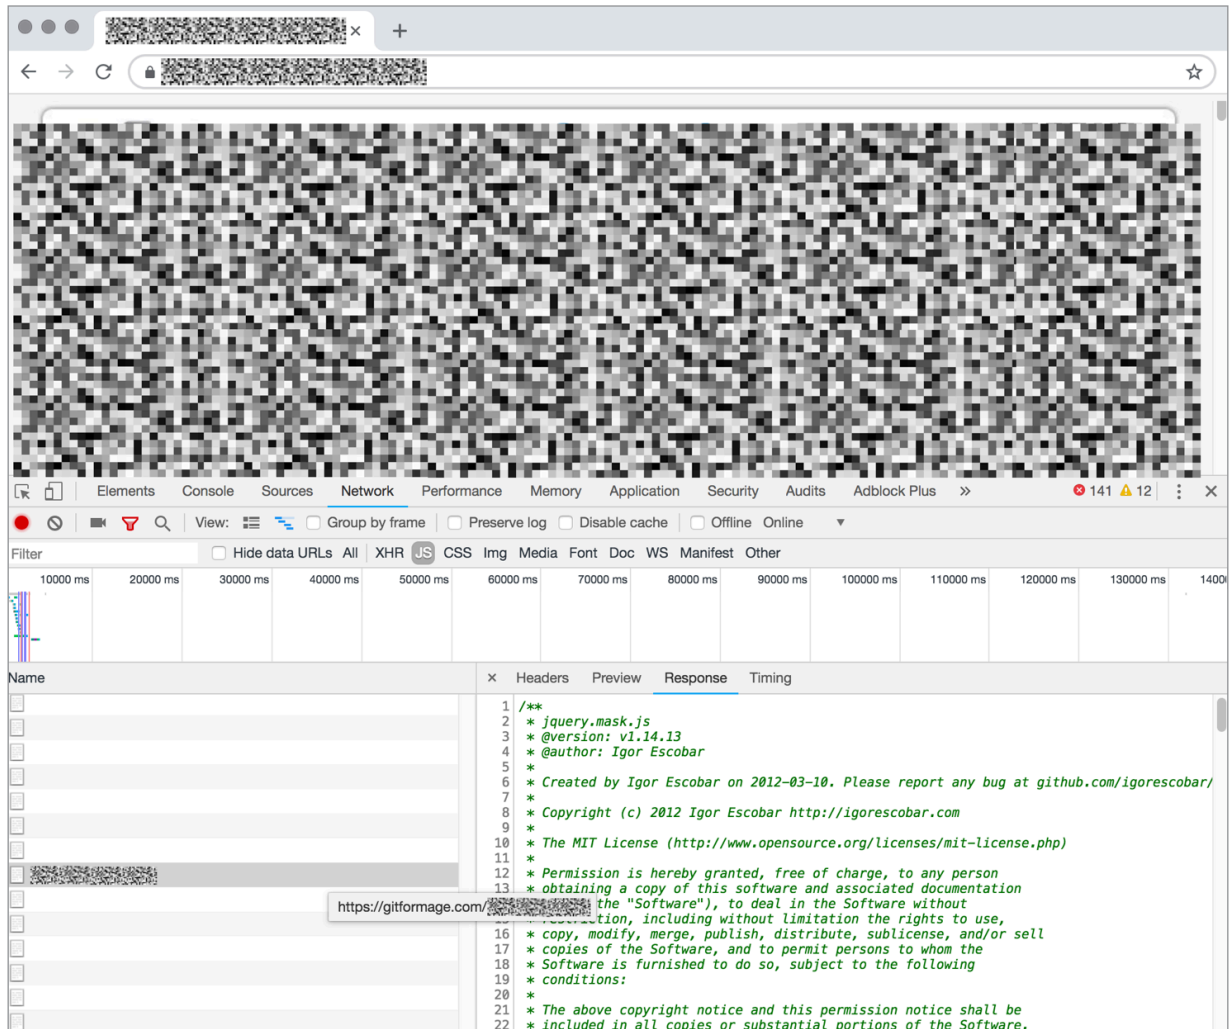 Elements Console Sources Network Performance Memory Application Security Audits Adblock Plus » 141 12
View: Group by frame Preserve log Disable cache Offline Online
Filter Hide data URLs All XHR JS CSS Img Media Font Doc WS Manifest Other
10000 ms 20000 ms 30000 ms 40000 ms 50000 ms 60000 ms 70000 ms 80000 ms 90000 ms 100000 ms 110000 ms 120000 ms 130000 ms 1400
Name
× Headers Preview Response Timing
1 /**
2 * jquery.mask.js
3 * @version: v1.14.13
4 * @author: Igor Escobar
5 *
6 * Created by Igor Escobar on 2012-03-10. Please report any bug at github.com/igorescobar/
7 *
8 * Copyright (c) 2012 Igor Escobar http://igorescobar.com
9 *
10 * The MIT License (http://www.opensource.org/licenses/mit-license.php)
11 *
12 * Permission is hereby granted, free of charge, to any person
13 * obtaining a copy of this software and associated documentation
https://gitformage.com/
the "Software"), to deal in the Software without
15 * restriction, including without limitation the rights to use,
16 * copy, modify, merge, publish, distribute, sublicense, and/or sell
17 * copies of the Software, and to permit persons to whom the
18 * Software is furnished to do so, subject to the following
19 * conditions:
20 *
21 * The above copyright notice and this permission notice shall be
22 * included in all copies or substantial portions of the Software.